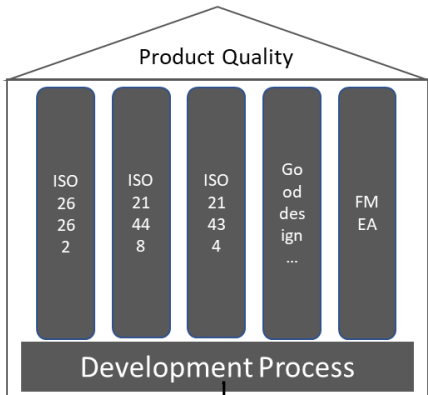 Product Quality
ISO
26
26
2
ISO
21
44
8
ISO
21
43
4
Go
od
des
ign
...
FM
EA
Development Process